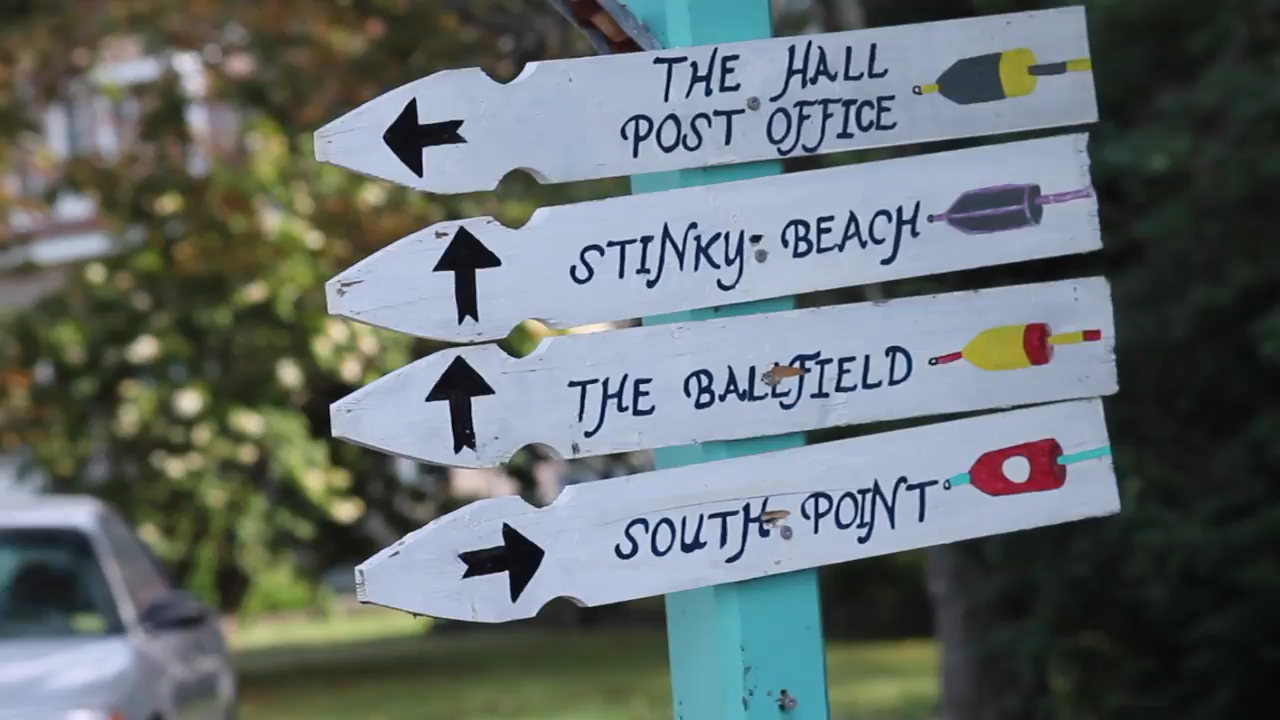 THE HALL
POST OFFICE
STINKY BEACH
THE BALLFIELD
SOUTH POINT